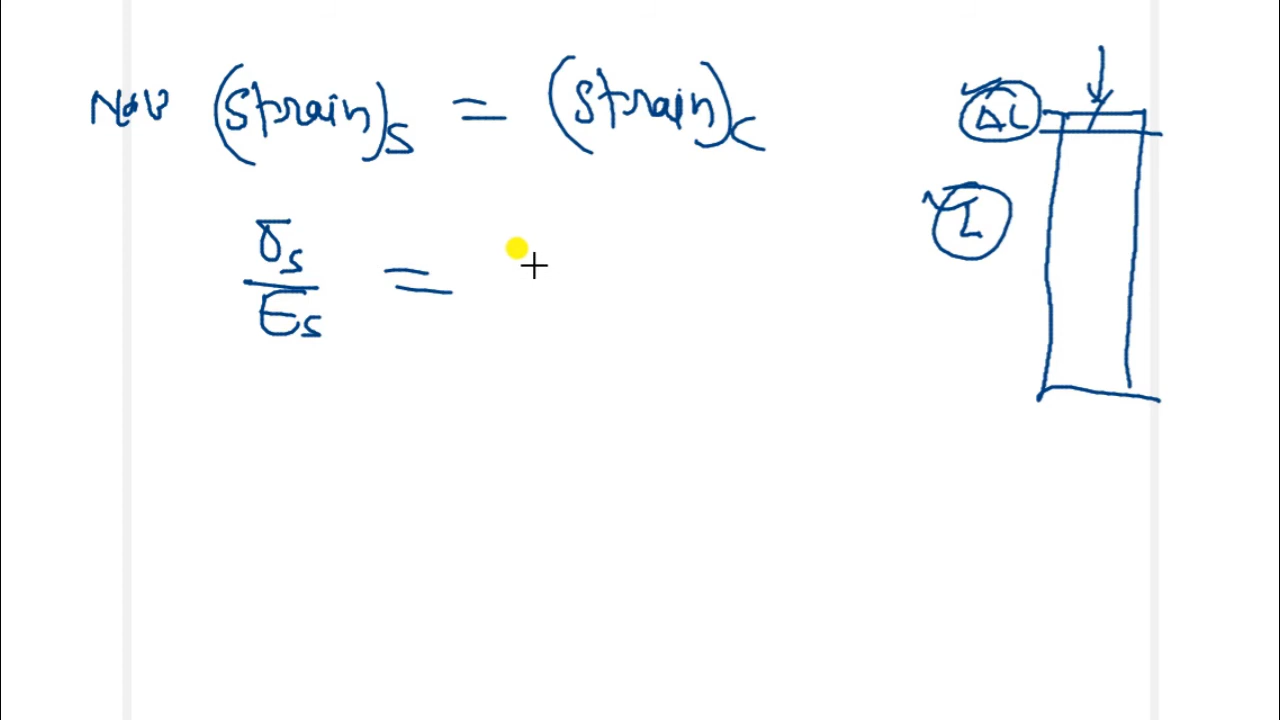 Now (Strain)s = (Strain)c
ΔL
L
σs
/
Es =